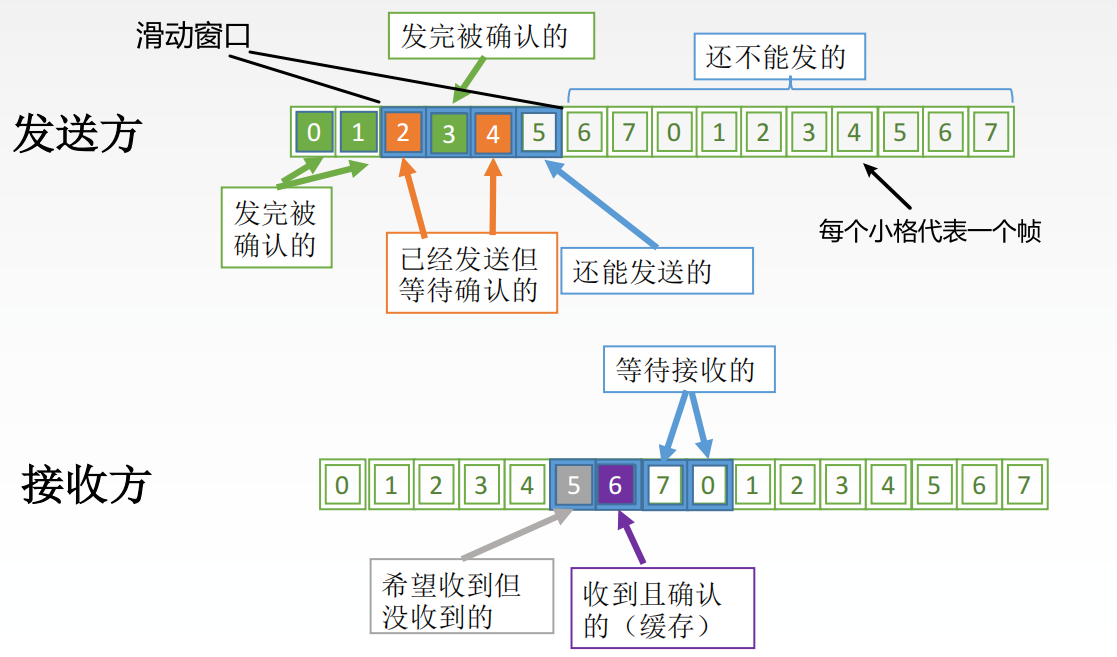 滑动窗口
发完被确认的
还不能发的
发送方
0 1 2 3 4 5 6 7 0 1 2 3 4 5 6 7
发完被
确认的
已经发送但
等待确认的
还能发送的
每个小格代表一个帧
等待接收的
接收方
0 1 2 3 4 5 6 7 0 1 2 3 4 5 6 7
希望收到但
没收到的
收到且确认
的（缓存）